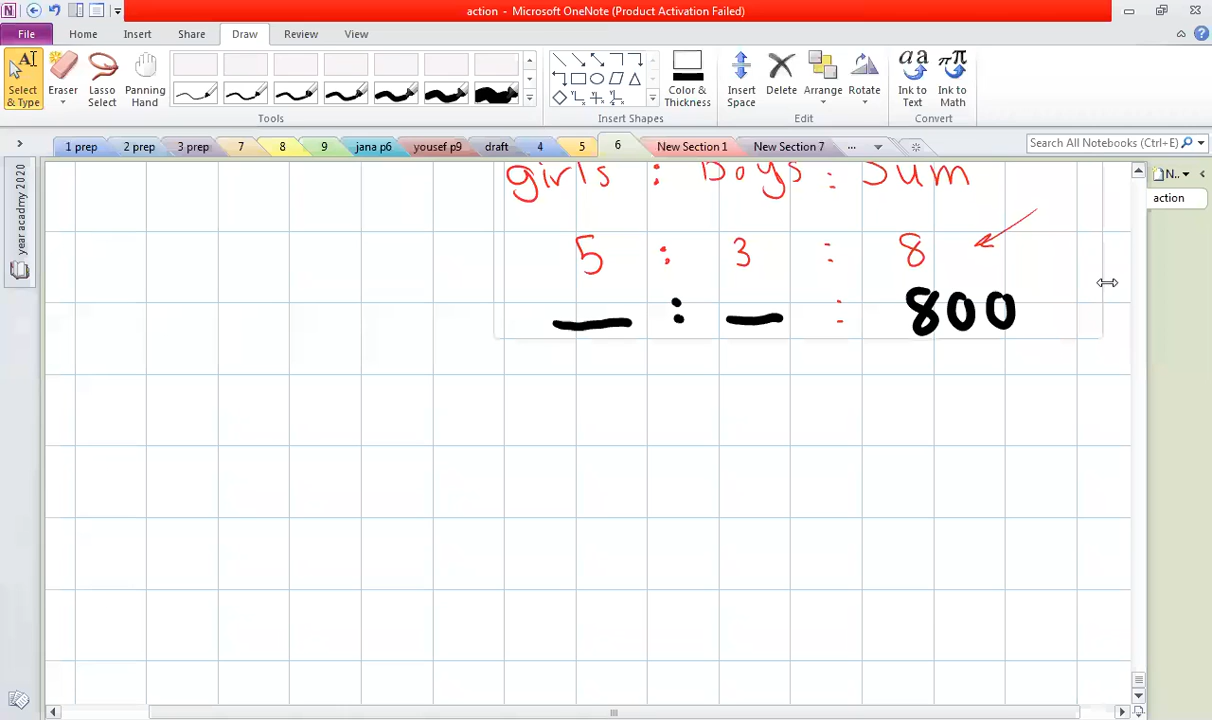 action - Microsoft OneNote (Product Activation Failed)
File Home Insert Share Draw Review View
Select & Type Eraser Lasso Select Panning Hand Color & Thickness Insert Space Delete Arrange Rotate Ink to Text Ink to Math
Tools Insert Shapes Edit Convert
1 prep 2 prep 3 prep 7 8 9 jana p6 yousef p9 draft 4 5 6 New Section 1 New Section 7 ... Search All Notebooks (Ctrl+E)
year acadmy 2020
N..
action
girls : Boys : Sum
5 : 3 : 8
__ : __ : 800